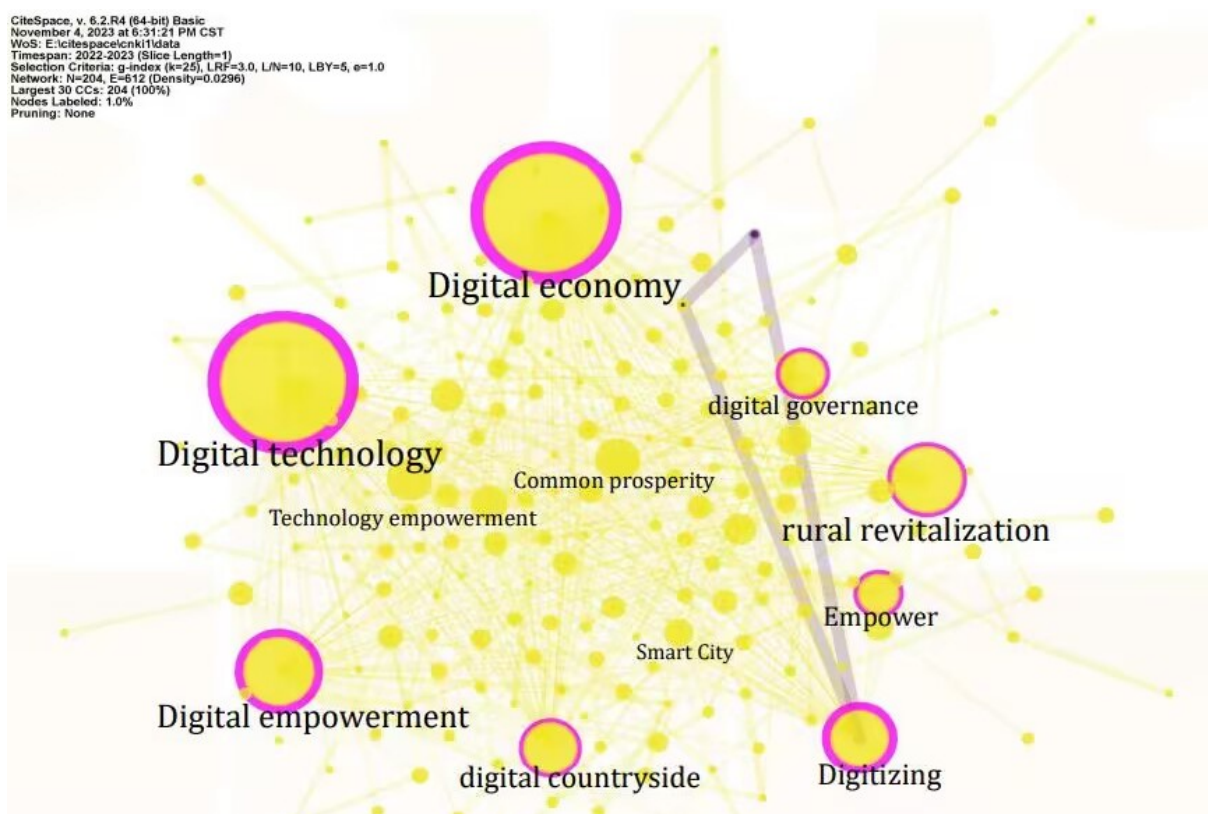 CiteSpace, v. 6.2.R4 (64-bit) Basic
November 4, 2023 at 6:31:21 PM CST
WoS: E:\citespace\cnki1\data
Timespan: 2022-2023 (Slice Length=1)
Selection Criteria: g-index (k=25), LRF=3.0, L/N=10, LBY=5, e=1.0
Network: N=204, E=612 (Density=0.0296)
Largest 30 CCs: 204 (100%)
Nodes Labeled: 1.0%
Pruning: None
Digital economy
digital governance
Digital technology
Common prosperity
Technology empowerment
rural revitalization
Empower
Smart City
Digital empowerment
digital countryside
Digitizing